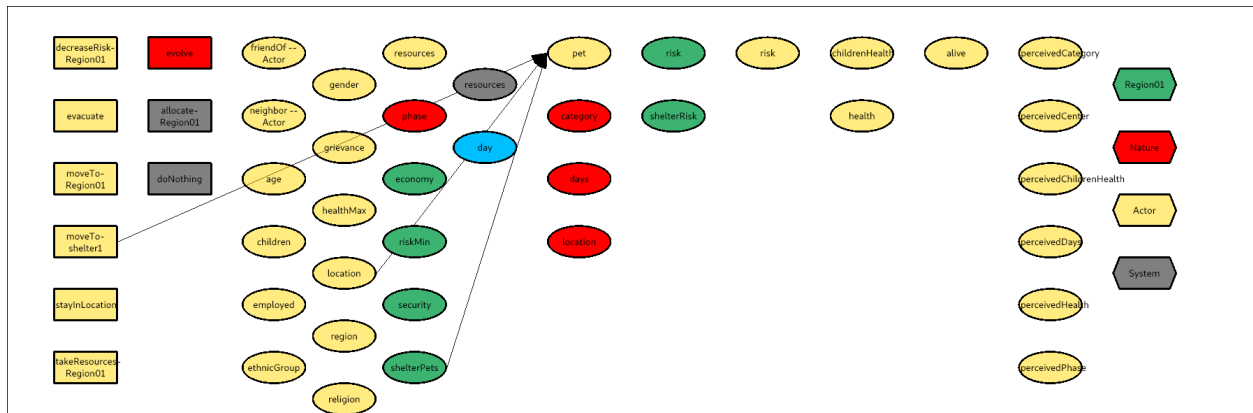 decreaseRisk-
Region01
evolve
friendOf --
Actor
resources
pet
risk
risk
childrenHealth
alive
perceivedCategory
gender
resources
Region01
evacuate
allocate-
Region01
neighbor --
Actor
phase
category
shelterRisk
health
perceivedCenter
grievance
day
Nature
moveTo-
Region01
doNothing
age
economy
days
perceivedChildrenHealth
healthMax
Actor
moveTo-
shelter1
children
riskMin
location
perceivedDays
location
System
stayInLocation
employed
security
perceivedHealth
region
takeResources-
Region01
ethnicGroup
shelterPets
perceivedPhase
religion